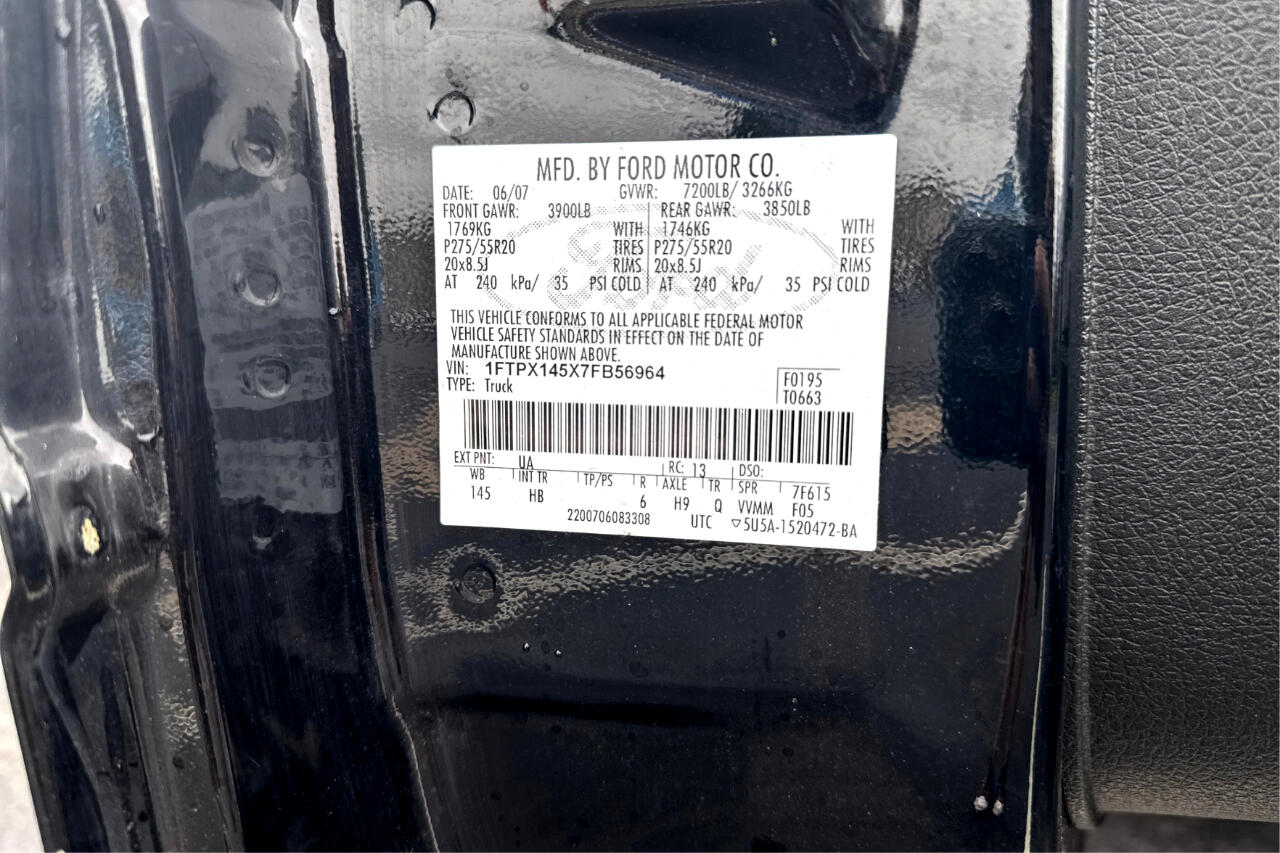 MFD. BY FORD MOTOR CO.
DATE: 06/07 GVWR: 7200LB/ 3266KG
FRONT GAWR: 3900LB REAR GAWR: 3850LB
1769KG WITH 1746KG WITH
P275/55R20 TIRES P275/55R20 TIRES
20x8.5J RIMS 20x8.5J RIMS
AT 240 kPa/ 35 PSI COLD AT 240 kPa/ 35 PSI COLD
Ford
THIS VEHICLE CONFORMS TO ALL APPLICABLE FEDERAL MOTOR
VEHICLE SAFETY STANDARDS IN EFFECT ON THE DATE OF
MANUFACTURE SHOWN ABOVE.
VIN: 1FTPX145X7FB56964 F0195
TYPE: Truck T0663
EXT PNT: UA RC: 13 DSO:
WB INT TR TP/PS R AXLE TR SPR 7F615
145 HB 6 H9 Q VVMM F05
2200706083308 UTC ▽5U5A-1520472-BA